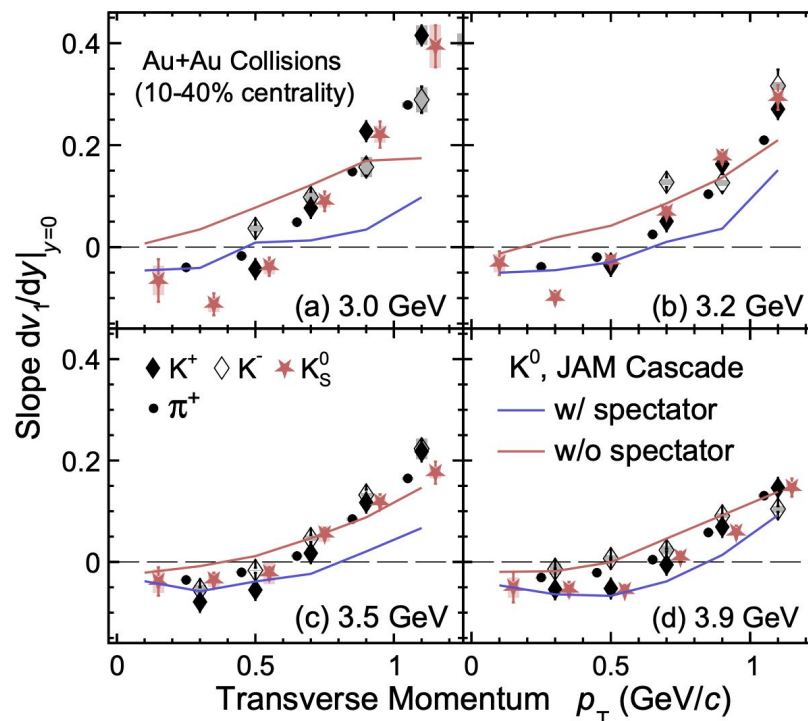 Au+Au Collisions
(10-40% centrality)
0.4
0.2
0
(a) 3.0 GeV
(b) 3.2 GeV
Slope dv₁/dy|y=0
K⁺ K⁻ K⁰S
π⁺
K⁰, JAM Cascade
w/ spectator
w/o spectator
0.4
0.2
0
(c) 3.5 GeV
(d) 3.9 GeV
0 0.5 1 0 0.5 1
Transverse Momentum pT (GeV/c)